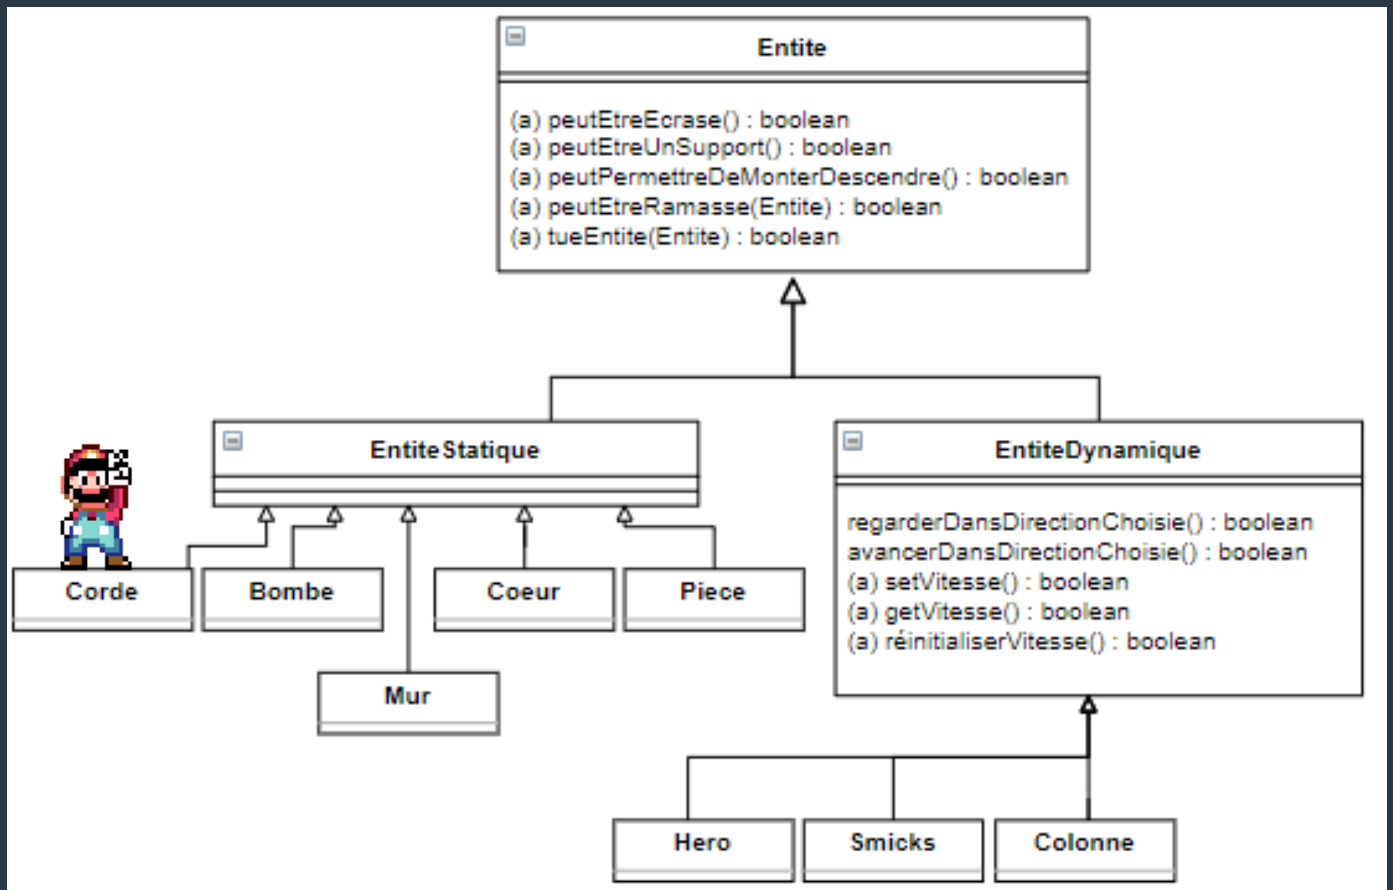 Entite
(a) peutEtreEcrase() : boolean
(a) peutEtreUnSupport() : boolean
(a) peutPermettreDeMonterDescendre() : boolean
(a) peutEtreRamasse(Entite) : boolean
(a) tueEntite(Entite) : boolean
EntiteStatique
EntiteDynamique
regarderDansDirectionChoisie() : boolean
avancerDansDirectionChoisie() : boolean
(a) setVitesse() : boolean
(a) getVitesse() : boolean
(a) réinitialiserVitesse() : boolean
Corde
Bombe
Coeur
Piece
Mur
Hero
Smicks
Colonne